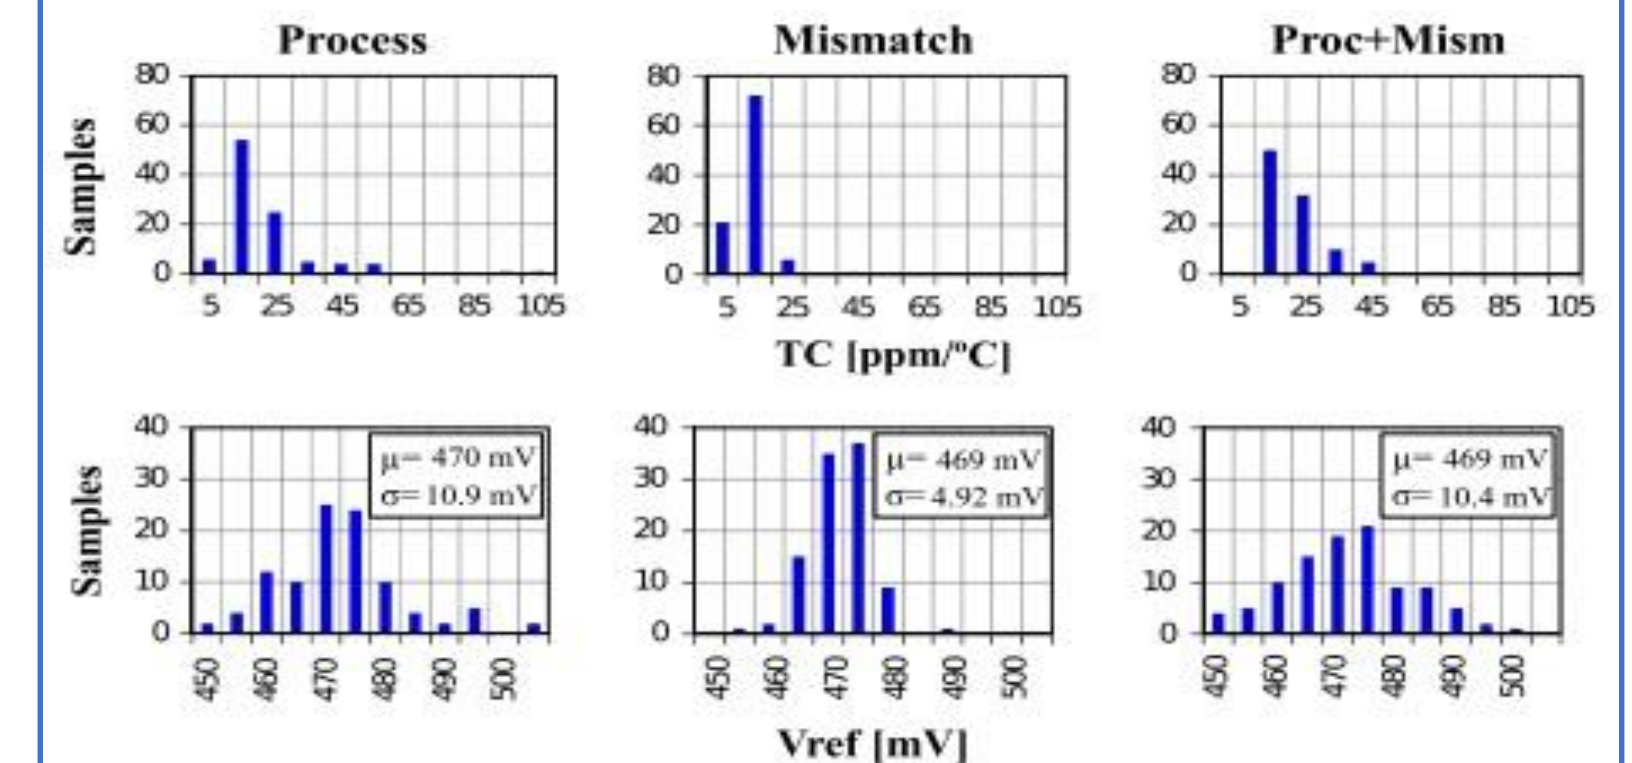 Process
Mismatch
Proc+Mism
Samples
80
60
40
20
0
5 25 45 65 85 105
80
60
40
20
0
5 25 45 65 85 105
80
60
40
20
0
5 25 45 65 85 105
TC [ppm/ºC]
Samples
40
30
20
10
0
μ= 470 mV
σ=10.9 mV
450 460 470 480 490 500
40
30
20
10
0
μ= 469 mV
σ=4.92 mV
450 460 470 480 490 500
40
30
20
10
0
μ= 469 mV
σ=10.4 mV
450 460 470 480 490 500
Vref [mV]